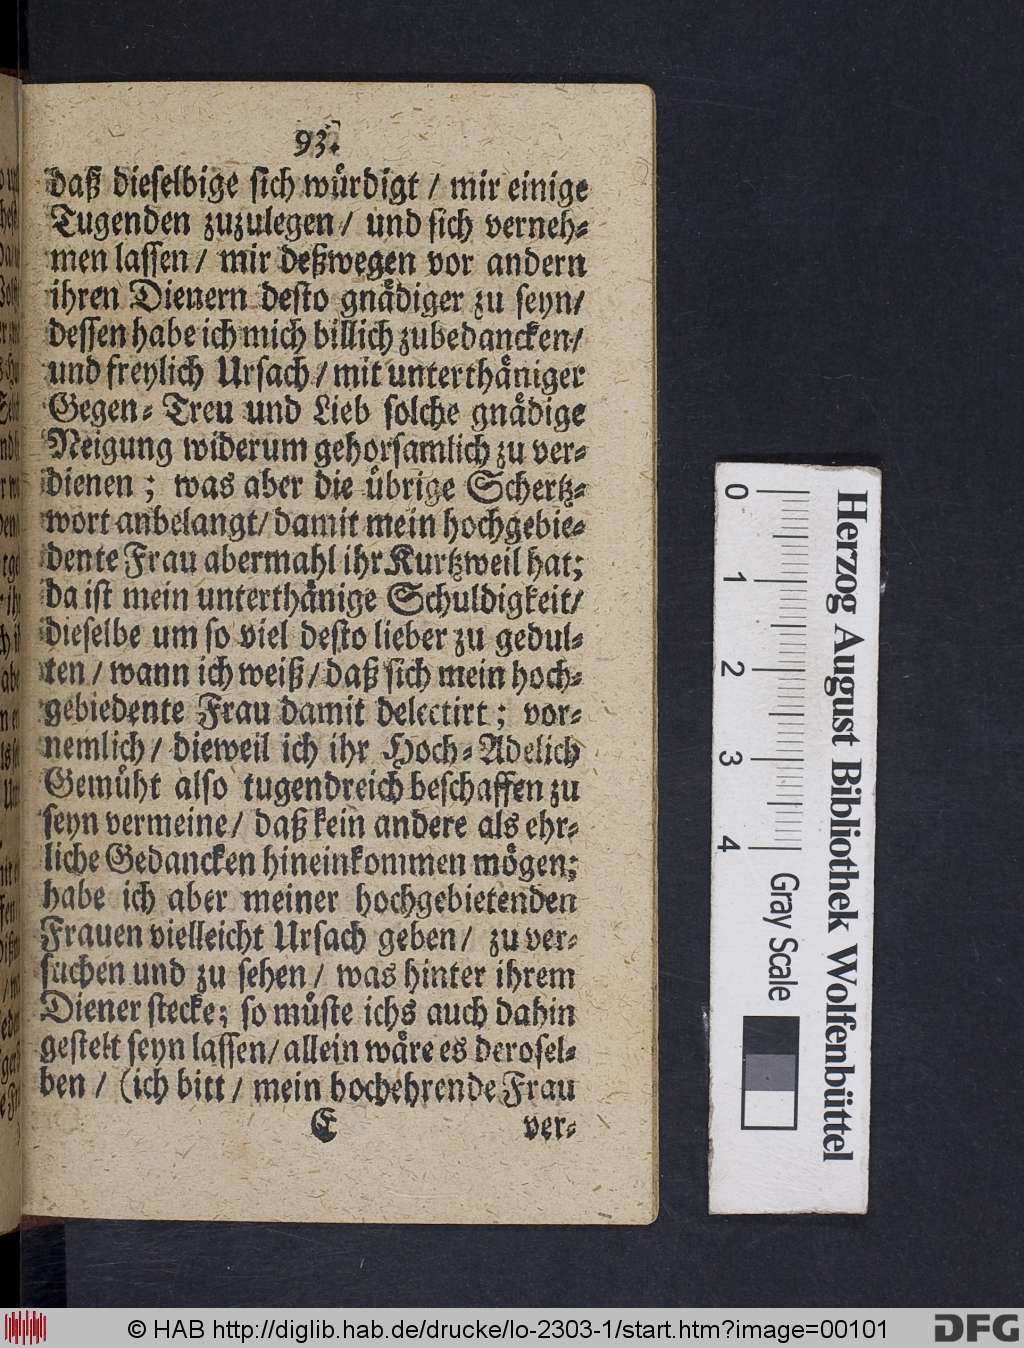 93.
daß dieselbige sich würdigt / mir einige
Tugenden zuzulegen / und sich verneh-
men lassen / mir deßwegen vor andern
ihren Dienern desto gnädiger zu seyn/
dessen habe ich mich billich zubedancken/
und freylich Ursach / mit unterthäniger
Gegen-Treu und Lieb solche gnädige
Neigung widerum gehorsamlich zu ver-
dienen ; was aber die übrige Schertz-
wort anbelangt/ damit mein hochgebie-
dente Frau abermahl ihr Kurtzweil hat;
da ist mein unterthänige Schuldigkeit/
dieselbe um so viel desto lieber zu gedul-
ten / wann ich weiß / daß sich mein hoch-
gebiedente Frau damit delectirt ; vor-
nemlich / dieweil ich ihr Hoch-Adelich
Gemüht also tugendreich beschaffen zu
seyn vermeine / daß kein andere als ehr-
liche Gedancken hineinkommen mögen;
habe ich aber meiner hochgebietenden
Frauen vielleicht Ursach geben / zu ver-
suchen und zu sehen / was hinter ihrem
Diener stecke; so müste ichs auch dahin
gestelt seyn lassen/ allein wäre es derosel-
ben / (ich bitt / mein hochehrende Frau
E ver-
0 1 2 3 4 Gray Scale
Herzog August Bibliothek Wolfenbüttel
© HAB http://diglib.hab.de/drucke/lo-2303-1/start.htm?image=00101
DFG